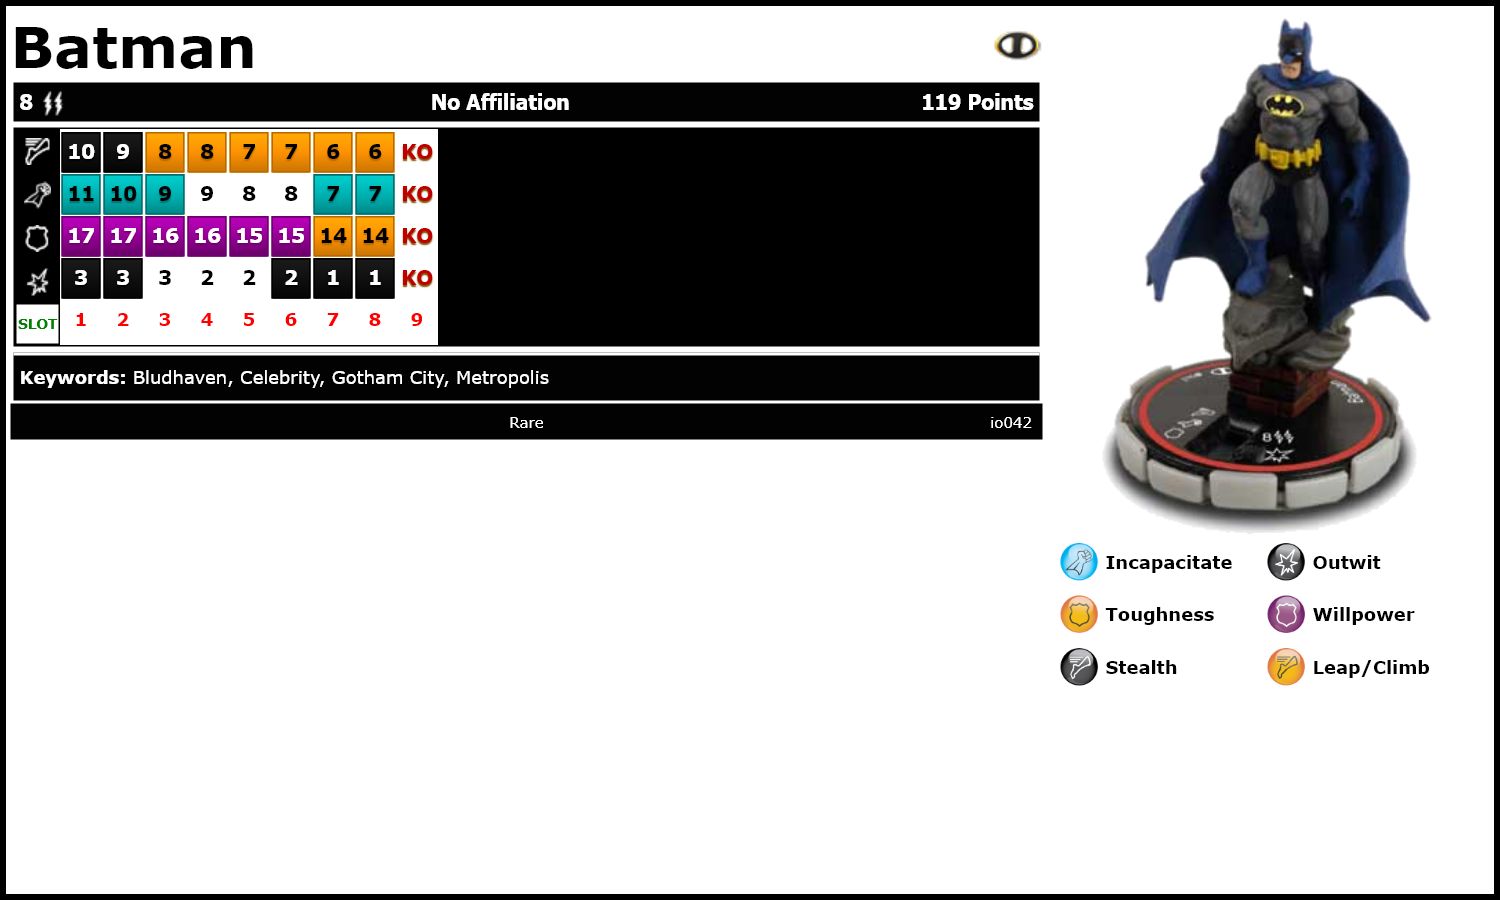 Batman
8 No Affiliation 119 Points
10 9 8 8 7 7 6 6 KO
11 10 9 9 8 8 7 7 KO
17 17 16 16 15 15 14 14 KO
3 3 3 2 2 2 1 1 KO
SLOT 1 2 3 4 5 6 7 8 9
Keywords: Bludhaven, Celebrity, Gotham City, Metropolis
Rare io042
Batman
8
Incapacitate Outwit
Toughness Willpower
Stealth Leap/Climb